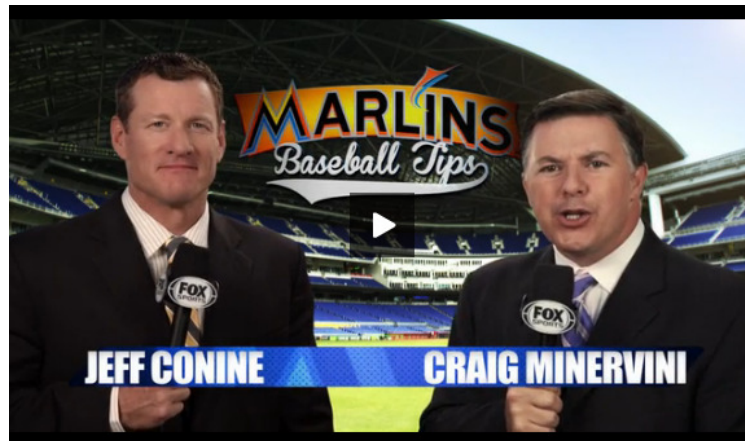 MARLINS
Baseball Tips
FOX
SPORTS
FOX
SPORTS
JEFF CONINE
CRAIG MINERVINI